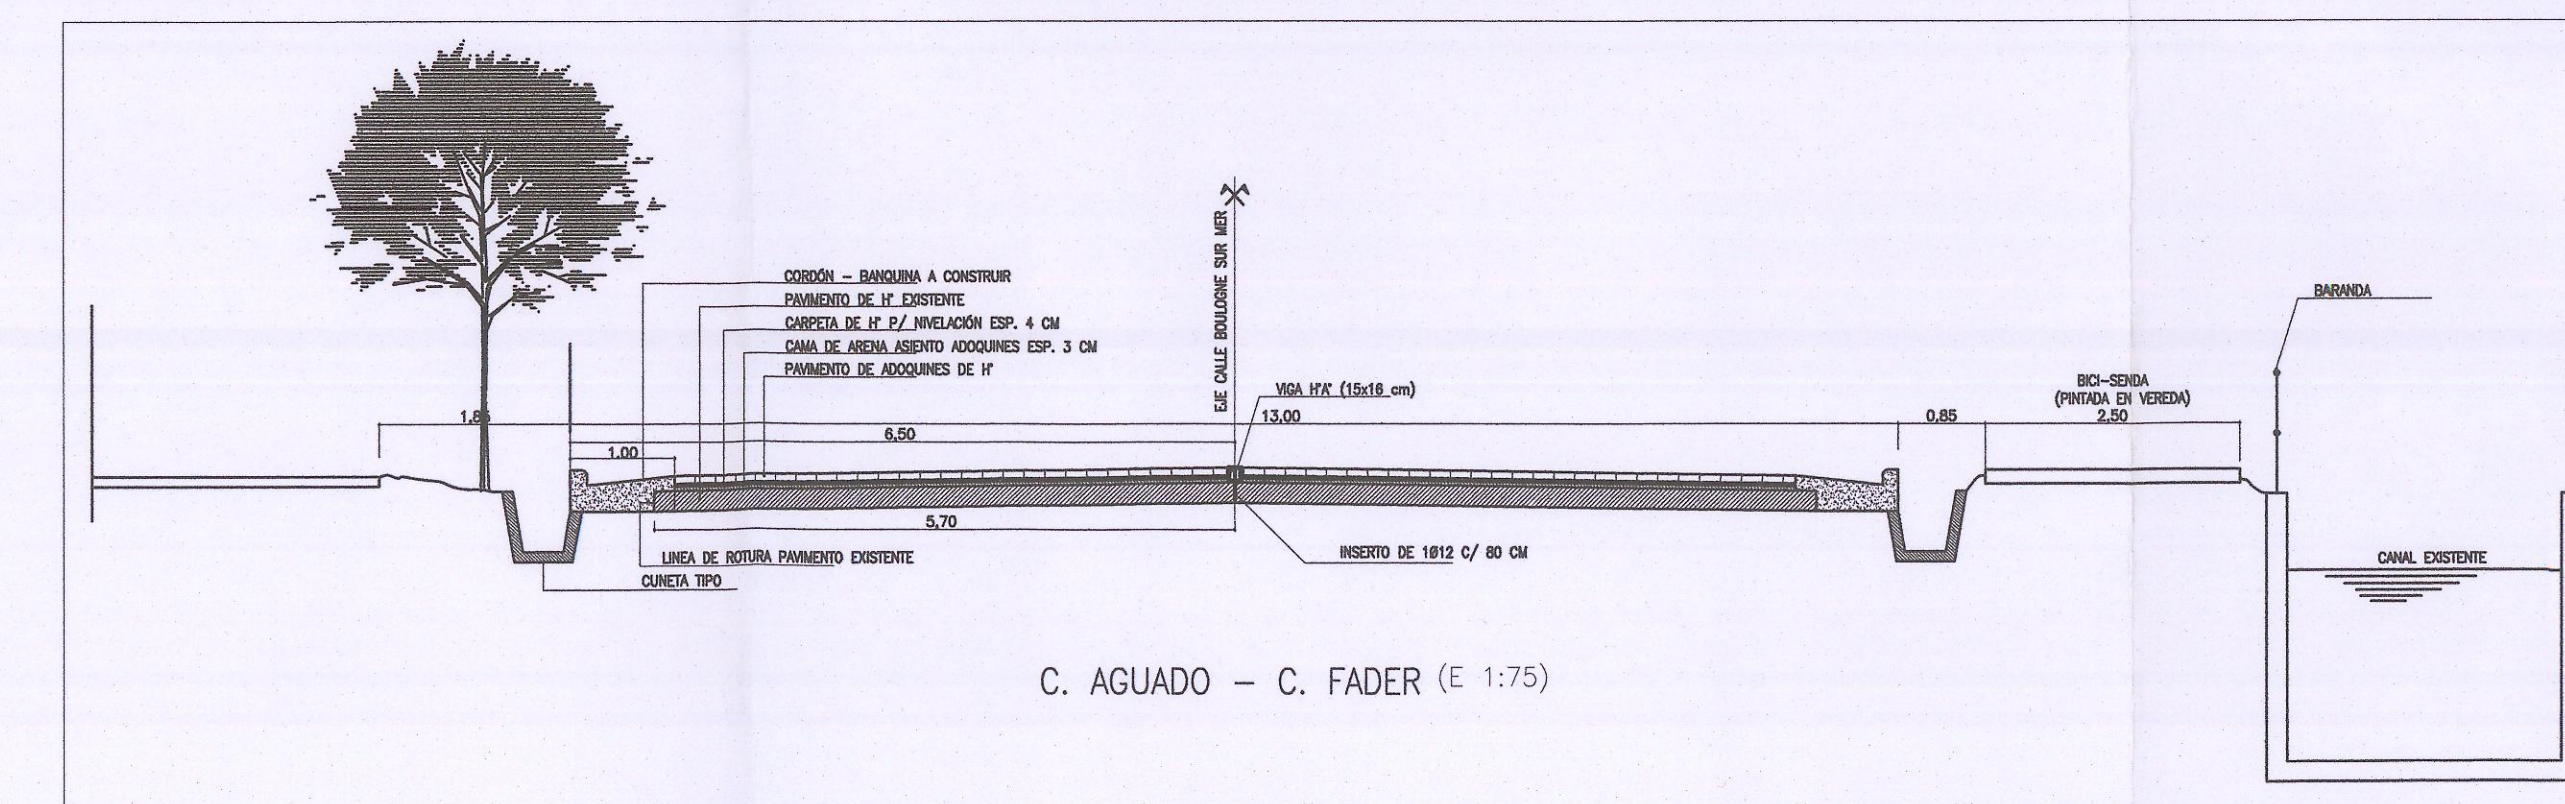 EJE CALLE BOULOGNE SUR MER
CORDÓN – BANQUINA A CONSTRUIR
PAVIMENTO DE H° EXISTENTE
CARPETA DE H° P/ NIVELACIÓN ESP. 4 CM
CAMA DE ARENA ASIENTO ADOQUINES ESP. 3 CM
PAVIMENTO DE ADOQUINES DE H°
BARANDA
VIGA H°A° (15x16 cm)
BICI-SENDA
(PINTADA EN VEREDA)
13,00
0,85
2,50
6,50
1.00
5,70
LINEA DE ROTURA PAVIMENTO EXISTENTE
CUNETA TIPO
INSERTO DE 1Ø12 C/ 80 CM
CANAL EXISTENTE
C. AGUADO – C. FADER (E 1:75)